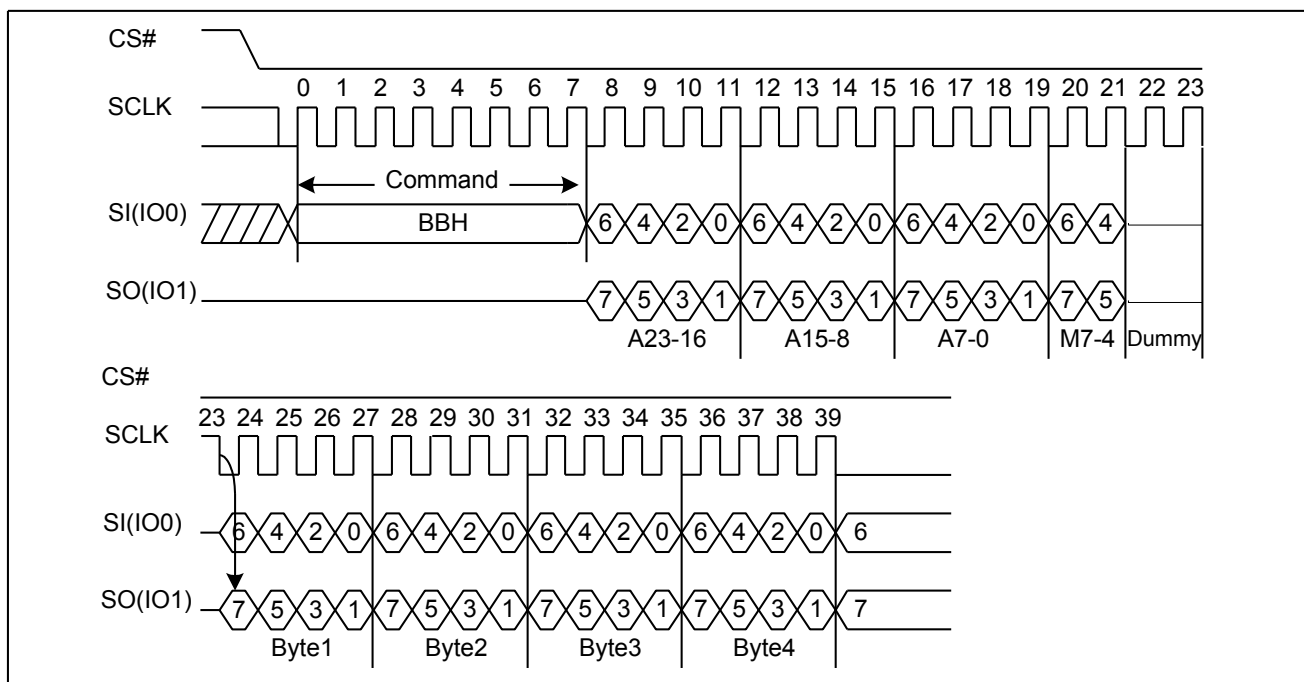 CS#
0 1 2 3 4 5 6 7 8 9 10 11 12 13 14 15 16 17 18 19 20 21 22 23
SCLK
Command
SI(IO0)
BBH
6 4 2 0 6 4 2 0 6 4 2 0 6 4
SO(IO1)
7 5 3 1 7 5 3 1 7 5 3 1 7 5
A23-16 A15-8 A7-0 M7-4 Dummy
CS#
23 24 25 26 27 28 29 30 31 32 33 34 35 36 37 38 39
SCLK
SI(IO0)
6 4 2 0 6 4 2 0 6 4 2 0 6 4 2 0 6
SO(IO1)
7 5 3 1 7 5 3 1 7 5 3 1 7 5 3 1 7
Byte1 Byte2 Byte3 Byte4